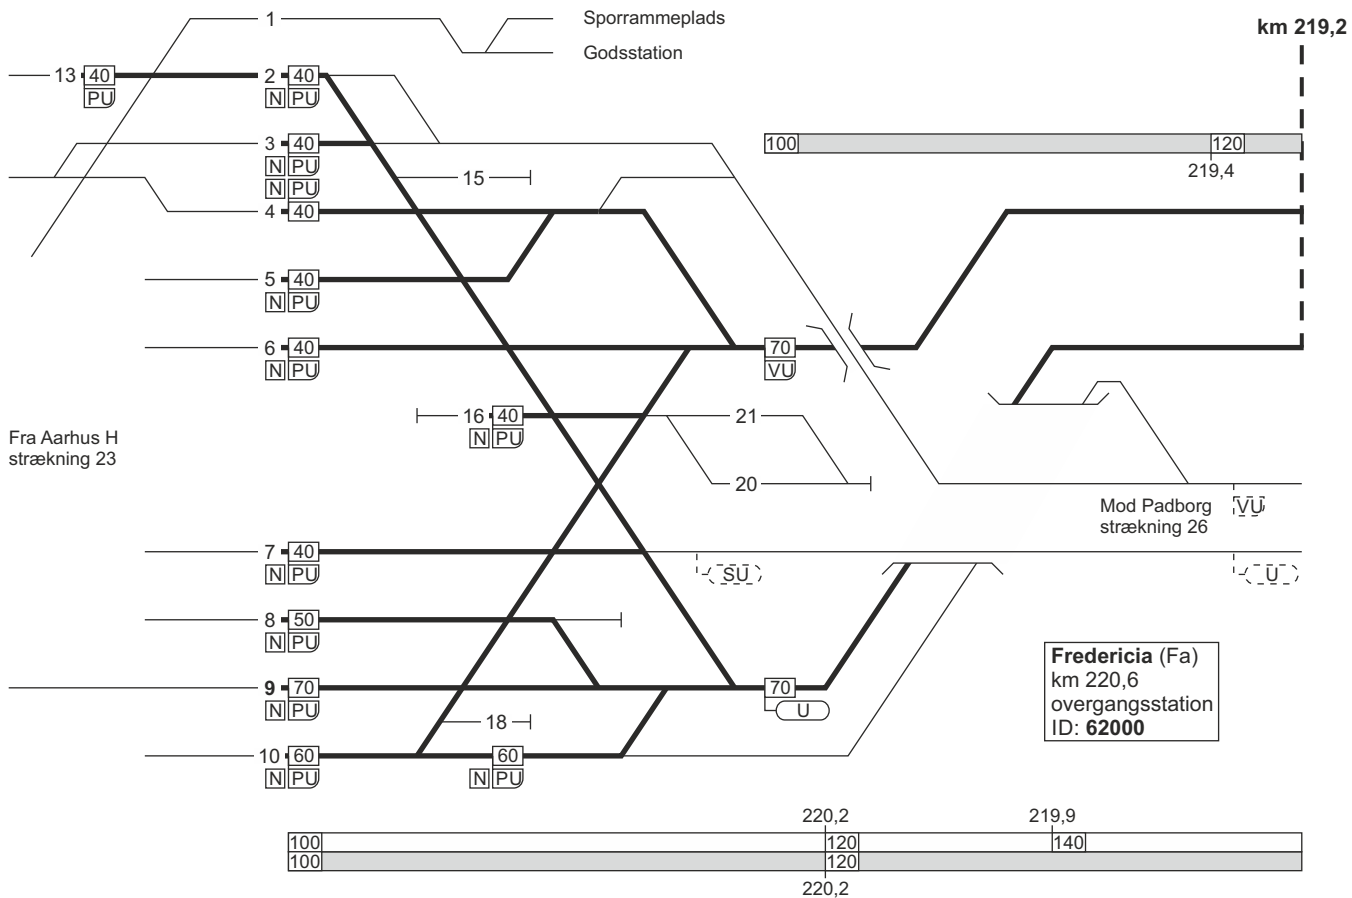 1
Sporrammeplads
km 219,2
Godsstation
13 40
PU
2 40
N PU
3 40
N PU
N PU
4 40
100
120
219,4
15
5 40
N PU
6 40
N PU
70
VU
16 40
N PU
21
20
Fra Aarhus H
strækning 23
Mod Padborg
strækning 26
VU
7 40
N PU
SU
U
8 50
N PU
9 70
N PU
70
U
18
10 60
N PU
60
N PU
Fredericia (Fa)
km 220,6
overgangsstation
ID: 62000
220,2
219,9
100
120
140
100
120
220,2